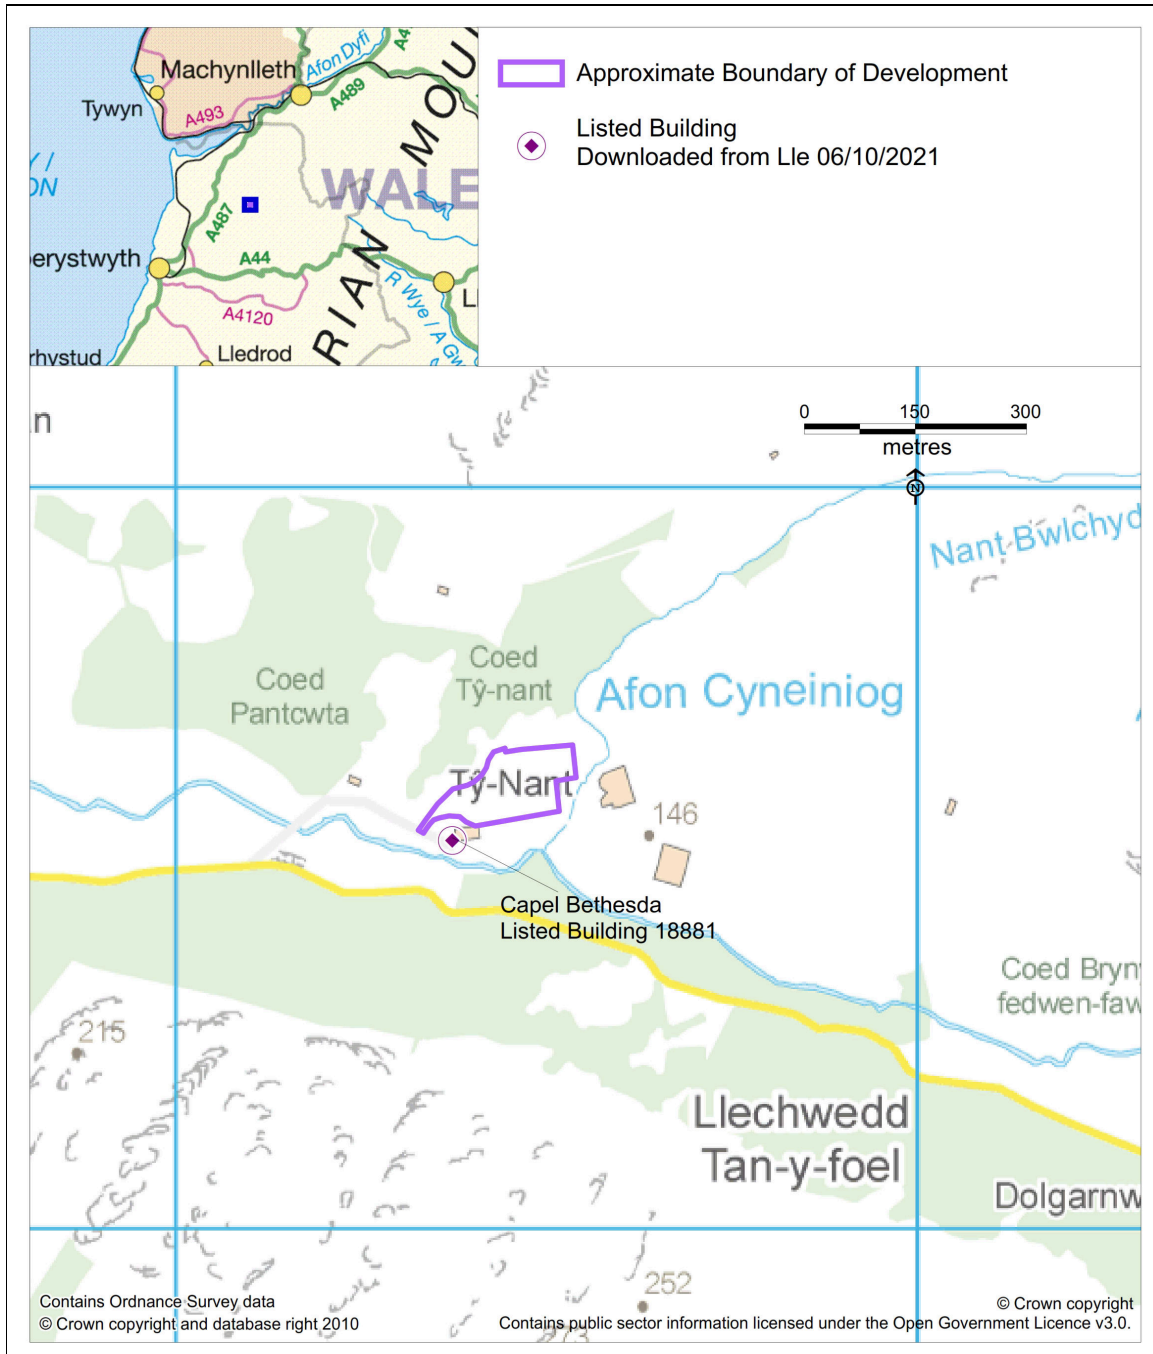 Machynlleth
Afon Dyfi
A489
Tywyn
A493
A487
WALE
erystwyth
A44
A4120
R Wye / A Gw
RIAN
MOU
rhystud
Lledrod
Approximate Boundary of Development
Listed Building
Downloaded from Lle 06/10/2021
0 150 300
metres
N
Nant Bwlchyd
Coed
Tŷ-nant
Coed
Pantcwta
Afon Cyneiniog
Tŷ-Nant
146
Capel Bethesda
Listed Building 18881
Coed Bryn
fedwen-faw
215
Llechwedd
Tan-y-foel
Dolgarnw
252
Contains Ordnance Survey data
© Crown copyright and database right 2010
© Crown copyright
Contains public sector information licensed under the Open Government Licence v3.0.